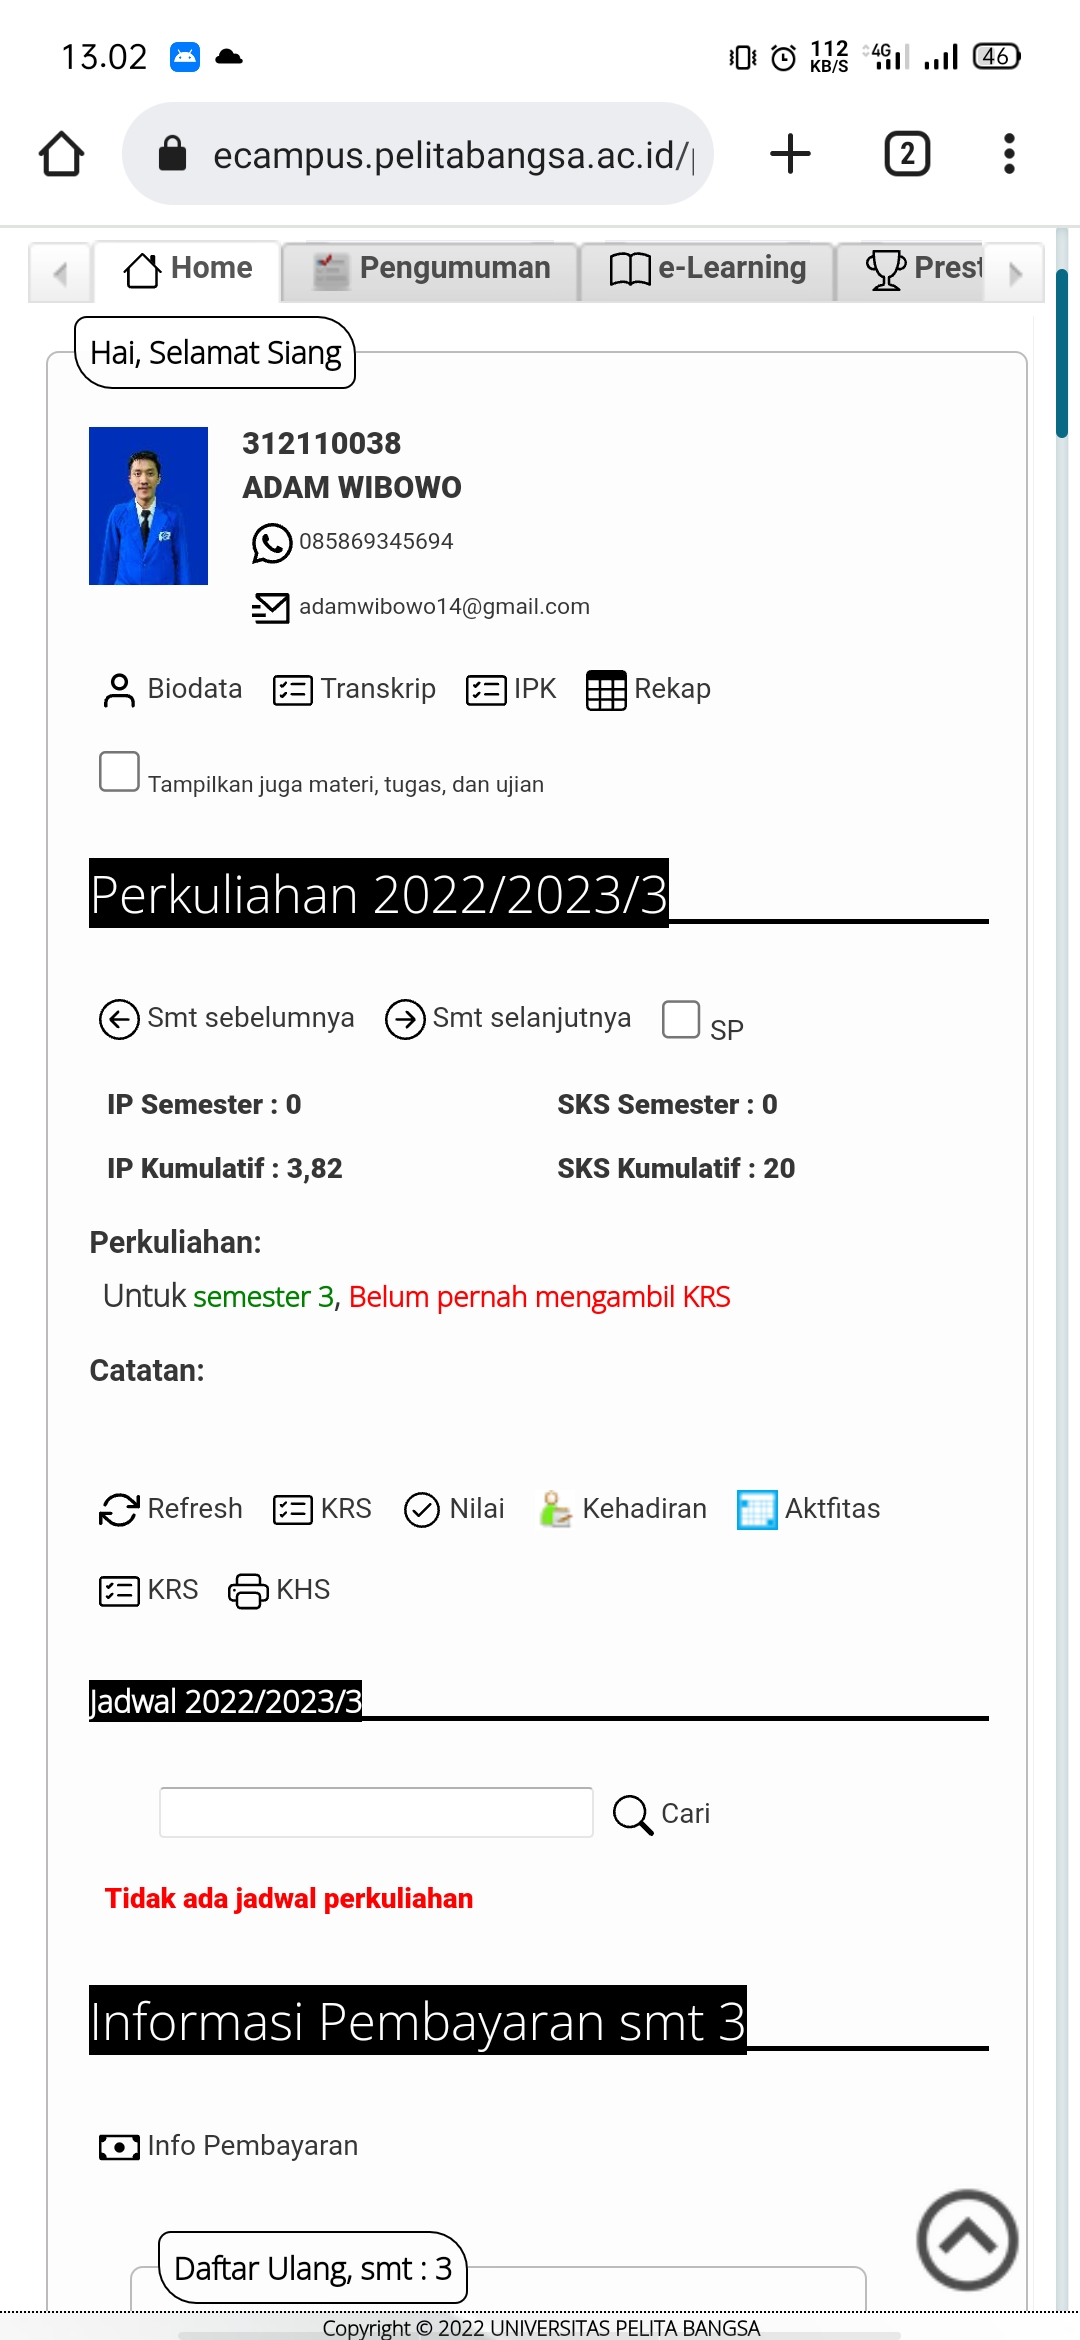 13.02 112 KB/S 4G 46
ecampus.pelitabangsa.ac.id/
2
Home Pengumuman e-Learning Prest
Hai, Selamat Siang
312110038
ADAM WIBOWO
085869345694
adamwibowo14@gmail.com
Biodata Transkrip IPK Rekap
Tampilkan juga materi, tugas, dan ujian
Perkuliahan 2022/2023/3
Smt sebelumnya Smt selanjutnya SP
IP Semester : 0 SKS Semester : 0
IP Kumulatif : 3,82 SKS Kumulatif : 20
Perkuliahan:
Untuk semester 3, Belum pernah mengambil KRS
Catatan:
Refresh KRS Nilai Kehadiran Aktfitas
KRS KHS
Jadwal 2022/2023/3
Cari
Tidak ada jadwal perkuliahan
Informasi Pembayaran smt 3
Info Pembayaran
Daftar Ulang, smt : 3
Copyright © 2022 UNIVERSITAS PELITA BANGSA